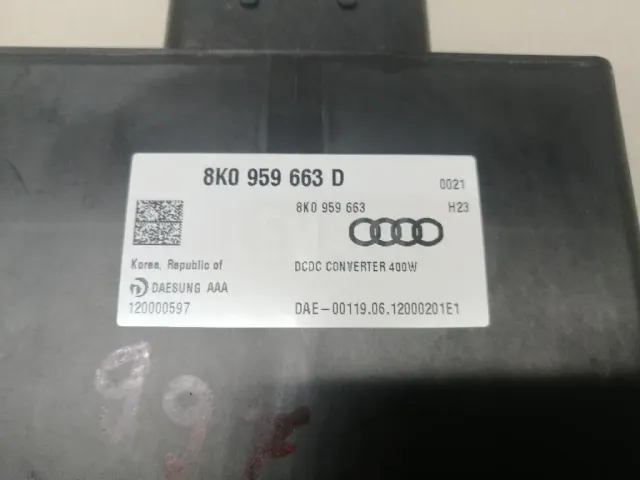 8K0 959 663 D
0021
8K0 959 663
H23
Korea, Republic of
DCDC CONVERTER 400W
DAESUNG AAA
120000597
DAE-00119.06.12000201E1